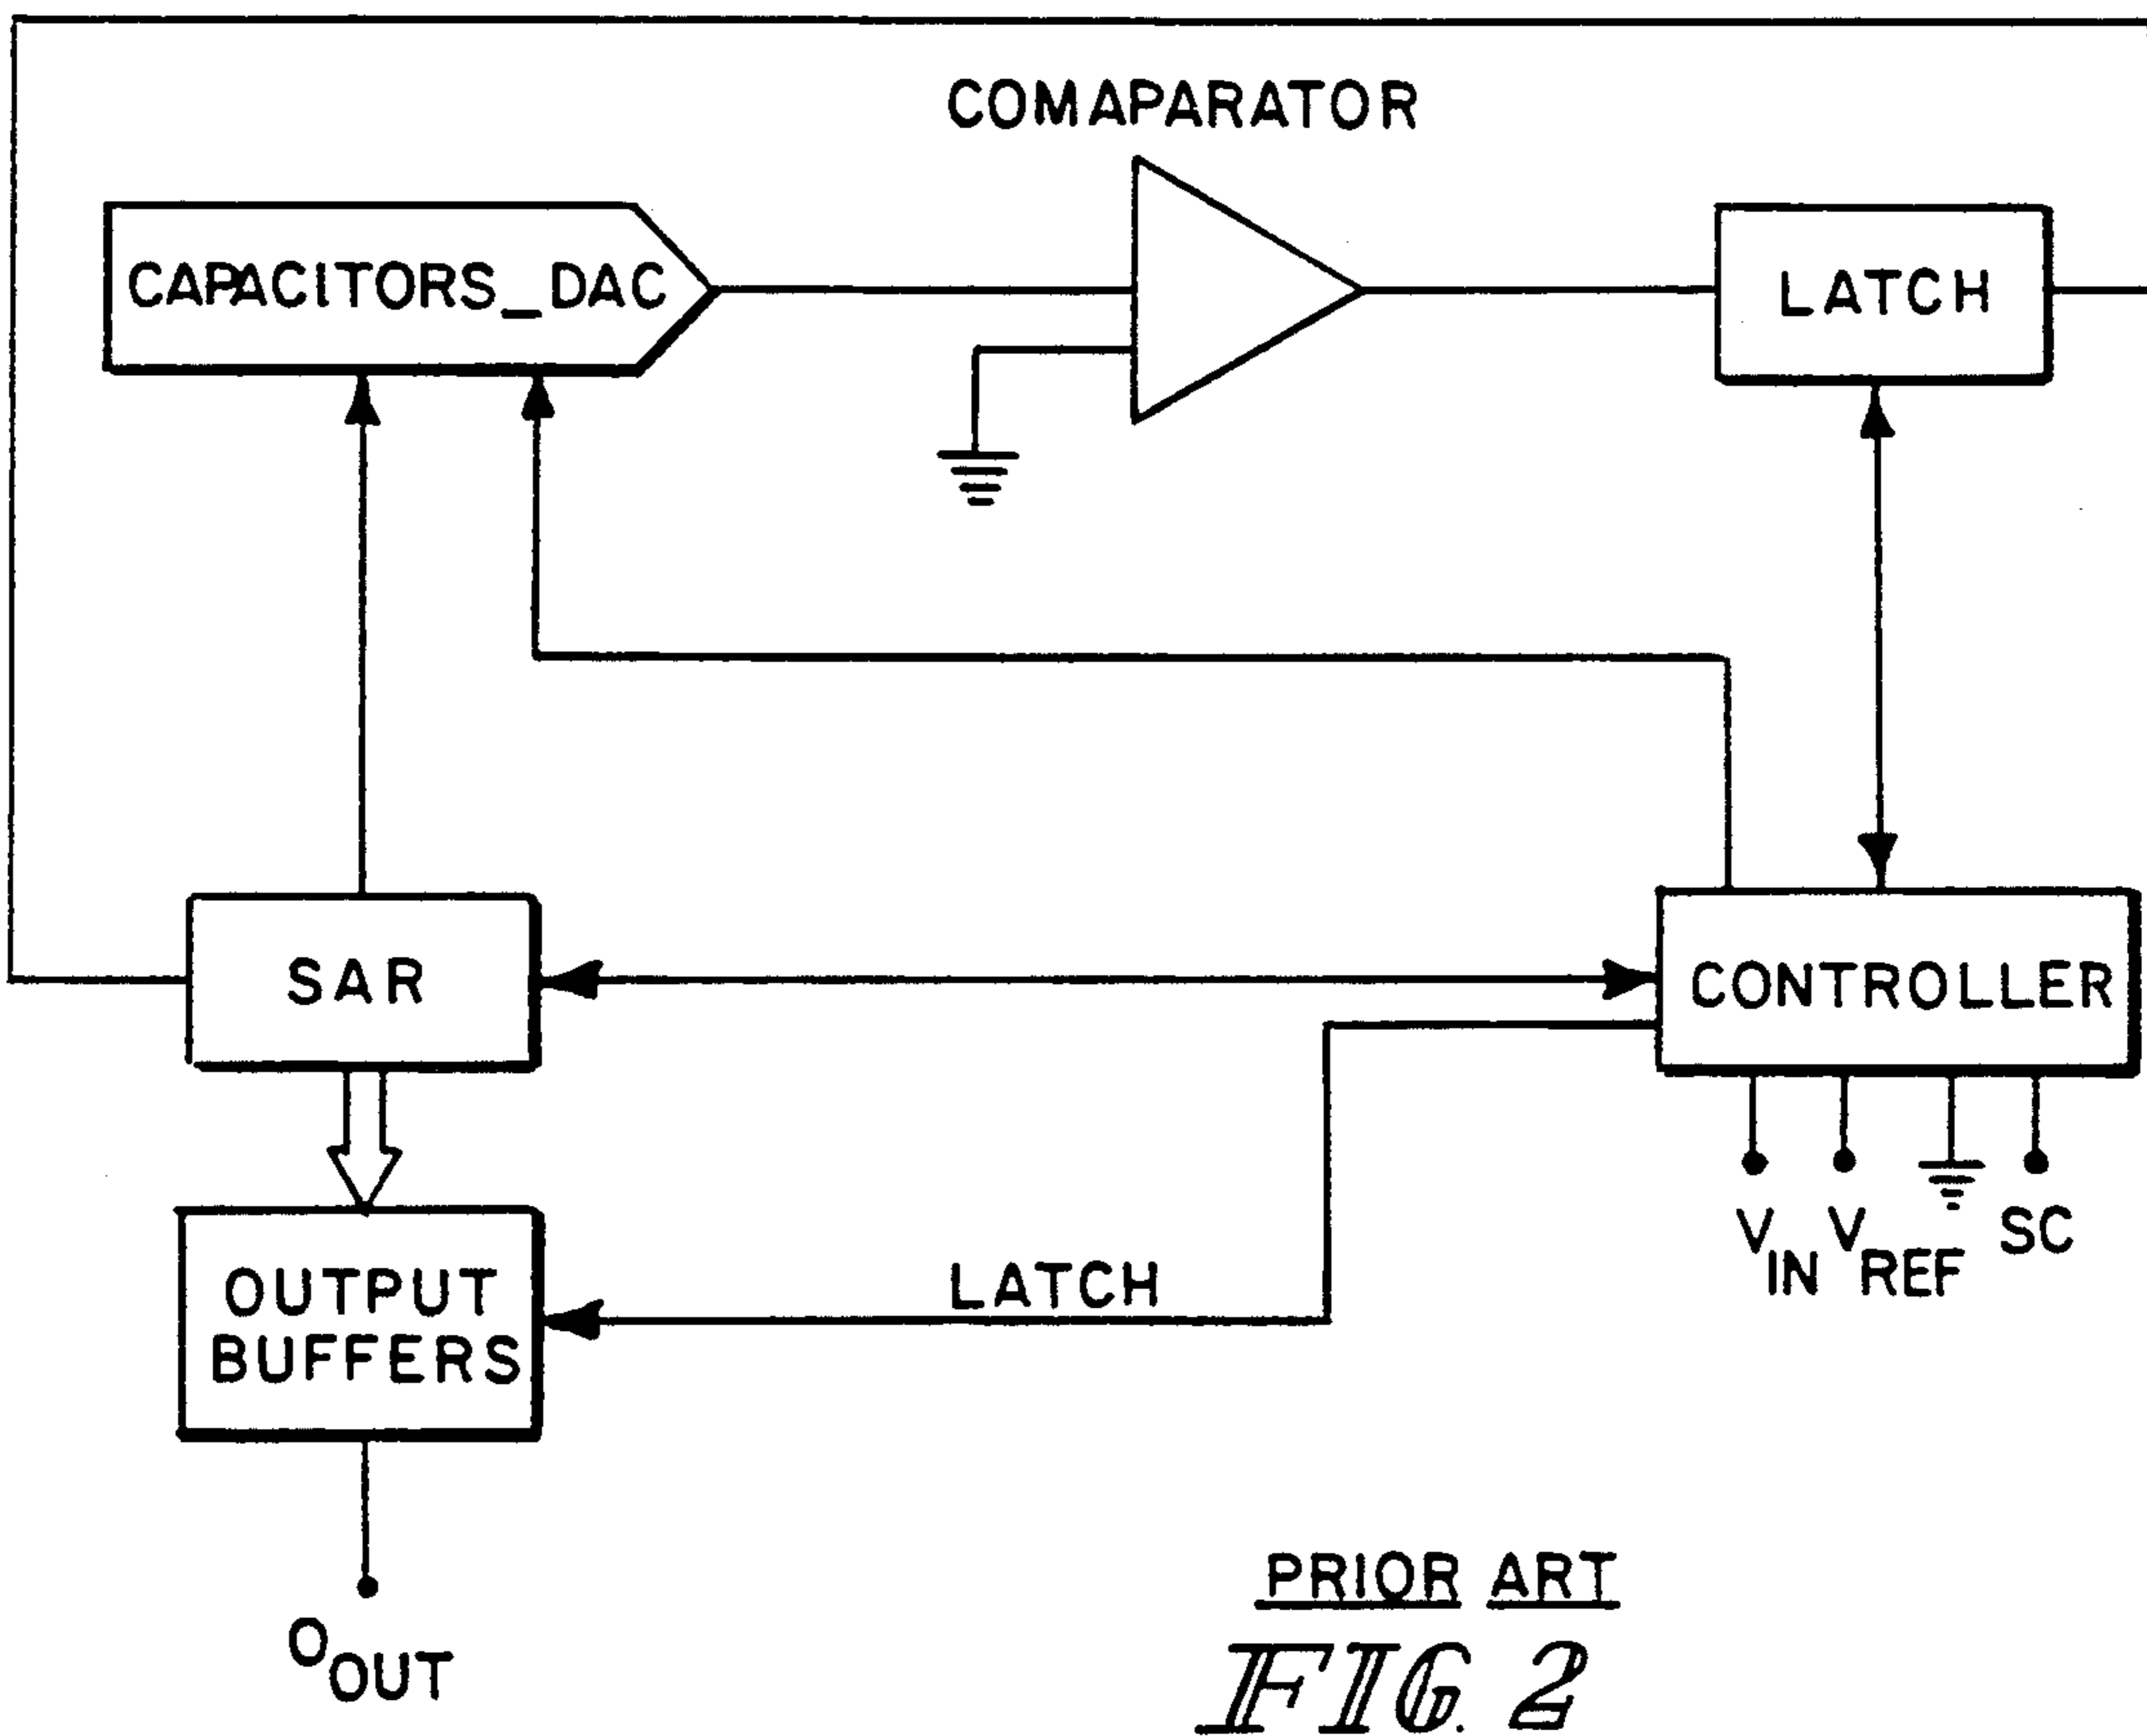 COMAPARATOR
CAPACITORS_DAC
LATCH
SAR
CONTROLLER
VIN VREF SC
OUTPUT
BUFFERS
LATCH
OOUT
PRIOR ART
FIG. 2